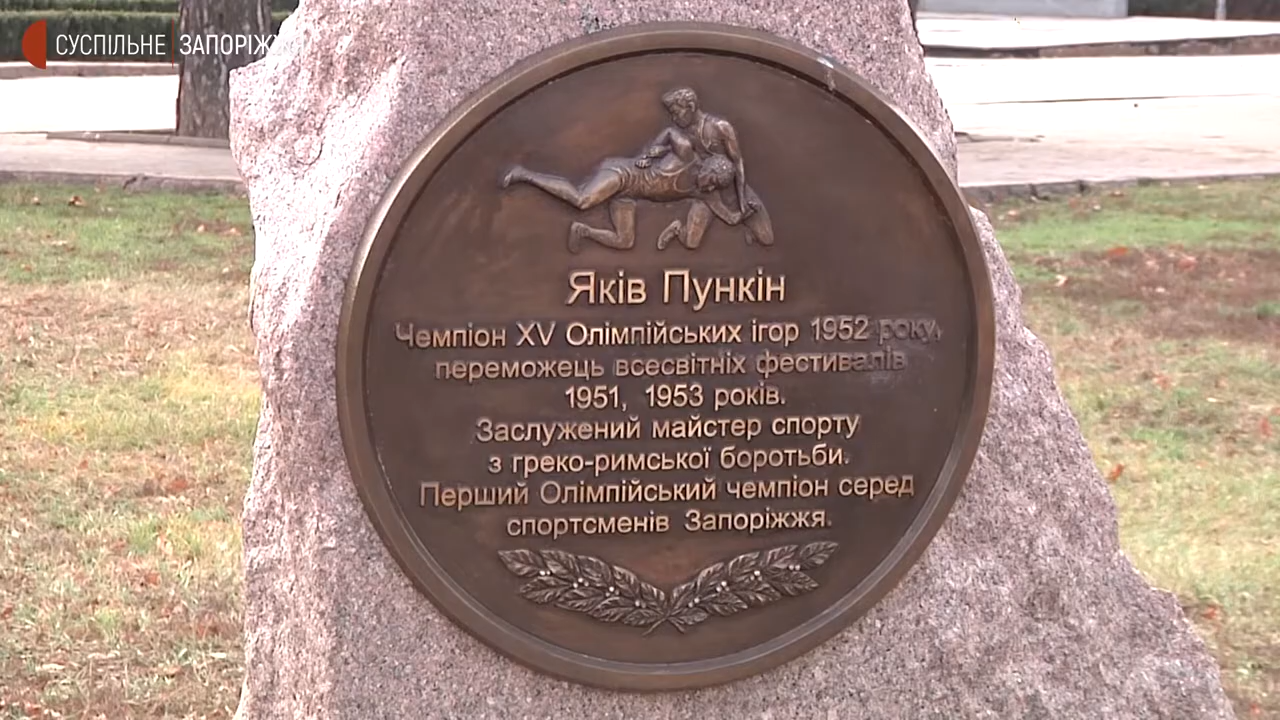 СУСПІЛЬНЕ ЗАПОРІЖЖЯ
Яків Пункін
Чемпіон XV Олімпійських ігор 1952 року,
переможець всесвітніх фестивалів
1951, 1953 років.
Заслужений майстер спорту
з греко-римської боротьби.
Перший Олімпійський чемпіон серед
спортсменів Запоріжжя.